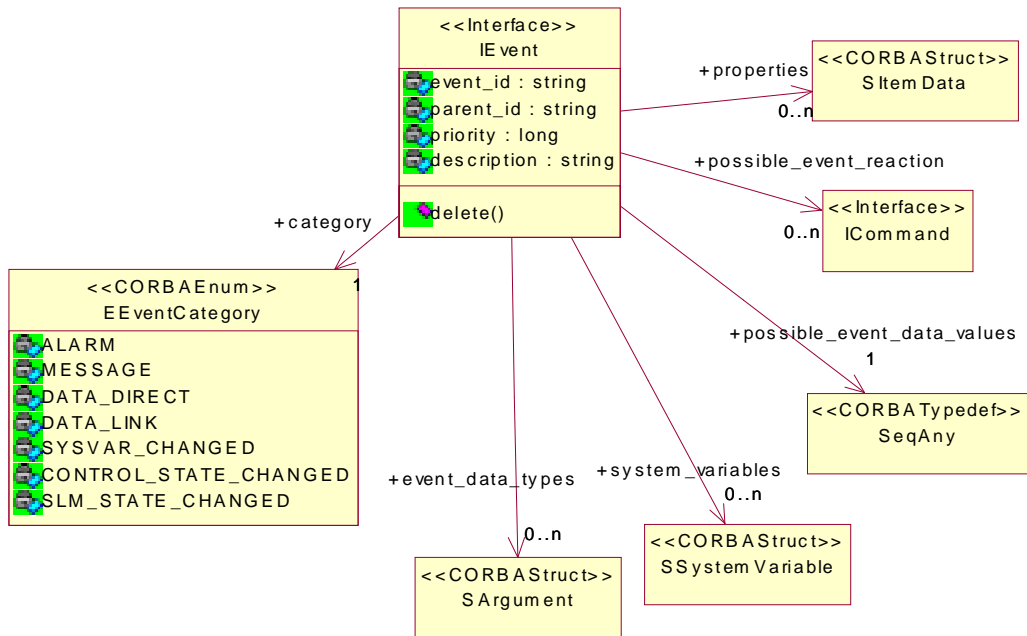 <<Interface>>
IEvent
event_id : string
parent_id : string
priority : long
description : string
delete()
+properties
0..n
<<CORBAStruct>>
SItemData
+possible_event_reaction
0..n
<<Interface>>
ICommand
+category
1
<<CORBAEnum>>
EEventCategory
ALARM
MESSAGE
DATA_DIRECT
DATA_LINK
SYSVAR_CHANGED
CONTROL_STATE_CHANGED
SLM_STATE_CHANGED
+possible_event_data_values
1
<<CORBATypedef>>
SeqAny
+event_data_types
0..n
<<CORBAStruct>>
SArgument
+system_variables
0..n
<<CORBAStruct>>
SSystemVariable